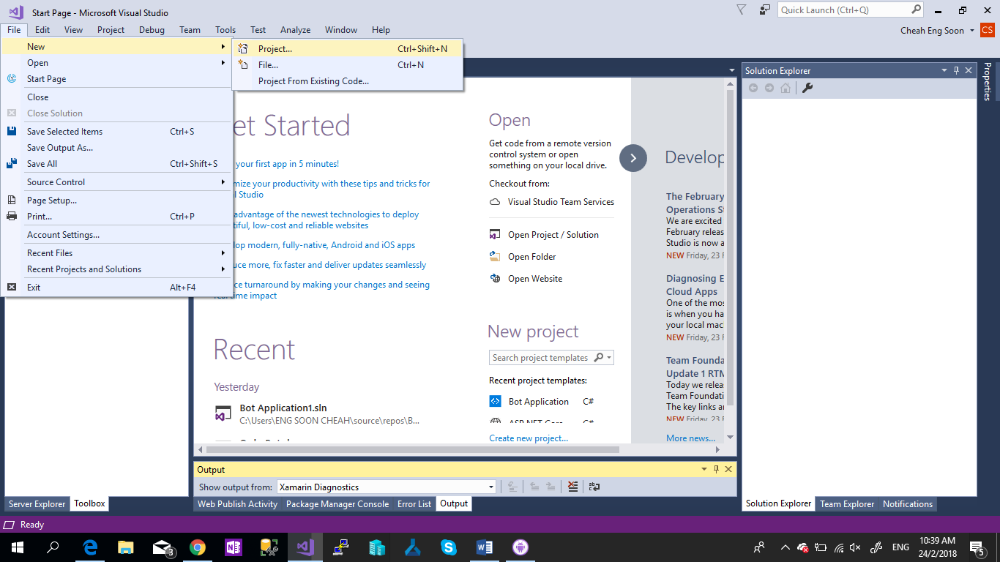 Start Page - Microsoft Visual Studio
Quick Launch (Ctrl+Q)
File Edit View Project Debug Team Tools Test Analyze Window Help
Cheah Eng Soon CS
New
Open
Start Page
Close
Close Solution
Save Selected Items Ctrl+S
Save Output As...
Save All Ctrl+Shift+S
Source Control
Page Setup...
Print... Ctrl+P
Account Settings...
Recent Files
Recent Projects and Solutions
Exit Alt+F4
Project... Ctrl+Shift+N
File... Ctrl+N
Project From Existing Code...
et Started
your first app in 5 minutes!
mize your productivity with these tips and tricks for
l Studio
advantage of the newest technologies to deploy
tiful, low-cost and reliable websites
lop modern, fully-native, Android and iOS apps
uce more, fix faster and deliver updates seamlessly
ce turnaround by making your changes and seeing
real-time impact
Recent
Yesterday
Bot Application1.sln
C:\Users\ENG SOON CHEAH\source\repos\B...
Open
Get code from a remote version
control system or open
something on your local drive.
Checkout from:
Visual Studio Team Services
Open Project / Solution
Open Folder
Open Website
New project
Search project templates
Recent project templates:
Bot Application C#
ASP.NET Core C#
Create new project...
Develop
The February
Operations St
We are excited
February releas
Studio is now a
NEW Friday, 23 F
Diagnosing E
Cloud Apps
One of the mos
is when you ha
your local mac
NEW Friday, 23 F
Team Founda
Update 1 RTM
Today we relea
Team Foundati
The key links a
NEW Friday, 23 F
More news...
Solution Explorer
Properties
Output
Show output from: Xamarin Diagnostics
Server Explorer Toolbox
Web Publish Activity Package Manager Console Error List Output
Solution Explorer Team Explorer Notifications
Ready
3
ENG
10:39 AM
24/2/2018
5